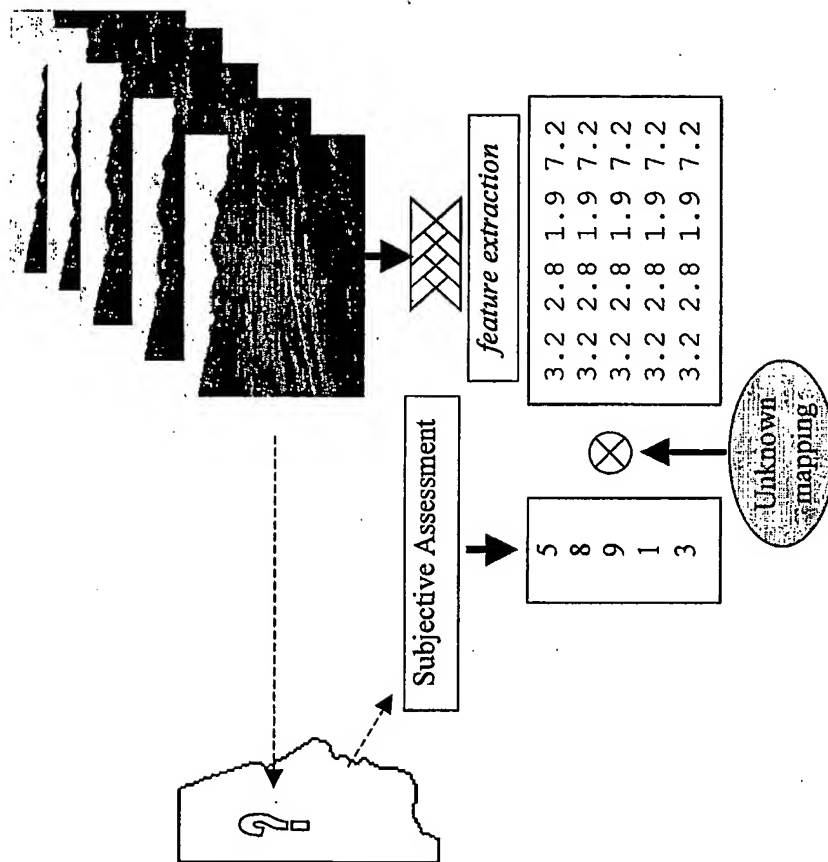 ?
Subjective Assessment
feature extraction
5
8
9
1
3
3.2 2.8 1.9 7.2
3.2 2.8 1.9 7.2
3.2 2.8 1.9 7.2
3.2 2.8 1.9 7.2
3.2 2.8 1.9 7.2
Unknown
mapping